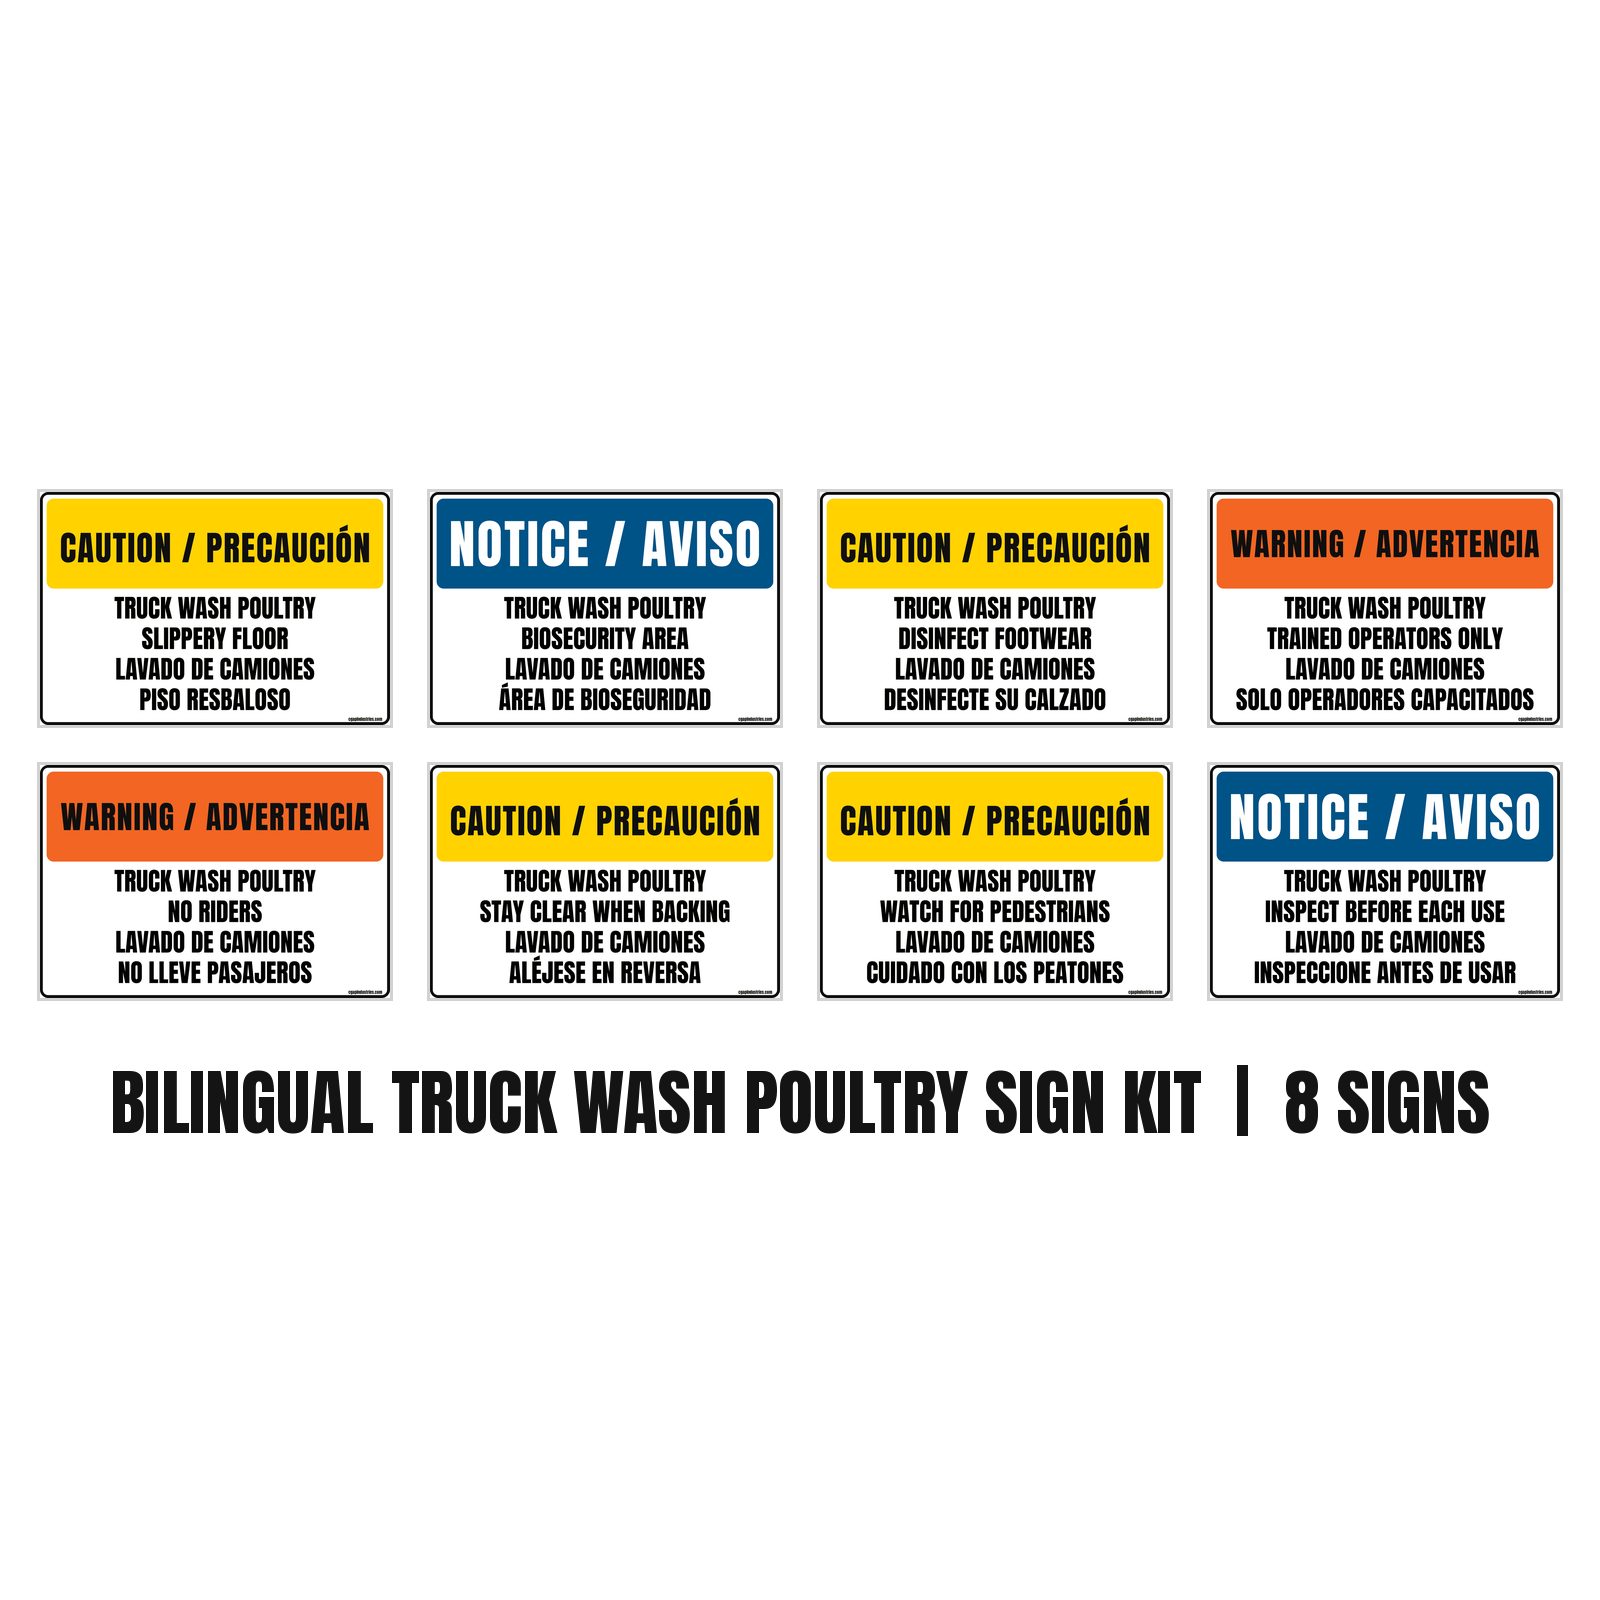 CAUTION / PRECAUCIÓN
TRUCK WASH POULTRY
SLIPPERY FLOOR
LAVADO DE CAMIONES
PISO RESBALOSO
NOTICE / AVISO
TRUCK WASH POULTRY
BIOSECURITY AREA
LAVADO DE CAMIONES
ÁREA DE BIOSEGURIDAD
CAUTION / PRECAUCIÓN
TRUCK WASH POULTRY
DISINFECT FOOTWEAR
LAVADO DE CAMIONES
DESINFECTE SU CALZADO
WARNING / ADVERTENCIA
TRUCK WASH POULTRY
TRAINED OPERATORS ONLY
LAVADO DE CAMIONES
SOLO OPERADORES CAPACITADOS
WARNING / ADVERTENCIA
TRUCK WASH POULTRY
NO RIDERS
LAVADO DE CAMIONES
NO LLEVE PASAJEROS
CAUTION / PRECAUCIÓN
TRUCK WASH POULTRY
STAY CLEAR WHEN BACKING
LAVADO DE CAMIONES
ALÉJESE EN REVERSA
CAUTION / PRECAUCIÓN
TRUCK WASH POULTRY
WATCH FOR PEDESTRIANS
LAVADO DE CAMIONES
CUIDADO CON LOS PEATONES
NOTICE / AVISO
TRUCK WASH POULTRY
INSPECT BEFORE EACH USE
LAVADO DE CAMIONES
INSPECCIONE ANTES DE USAR
BILINGUAL TRUCK WASH POULTRY SIGN KIT | 8 SIGNS